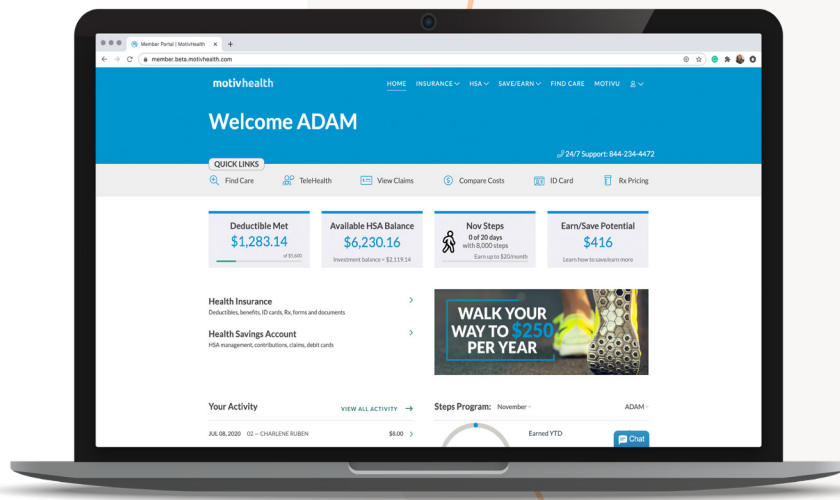 Member Portal | MotivHealth
member.beta.motivhealth.com
motivhealth
HOME INSURANCE HSA SAVE/EARN FIND CARE MOTIVU
Welcome ADAM
24/7 Support: 844-234-4472
QUICK LINKS
Find Care TeleHealth View Claims Compare Costs ID Card Rx Pricing
Deductible Met
$1,283.14
of $5,600
Available HSA Balance
$6,230.16
Investment balance = $2,119.14
Nov Steps
0 of 20 days
with 8,000 steps
Earn up to $20/month
Earn/Save Potential
$416
Learn how to save/earn more
Health Insurance
Deductibles, benefits, ID cards, Rx, forms and documents
Health Savings Account
HSA management, contributions, claims, debit cards
WALK YOUR
WAY TO $250
PER YEAR
Your Activity VIEW ALL ACTIVITY
JUL 08, 2020 02 – CHARLENE RUBEN $8.00
Steps Program: November ADAM
Earned YTD
Chat